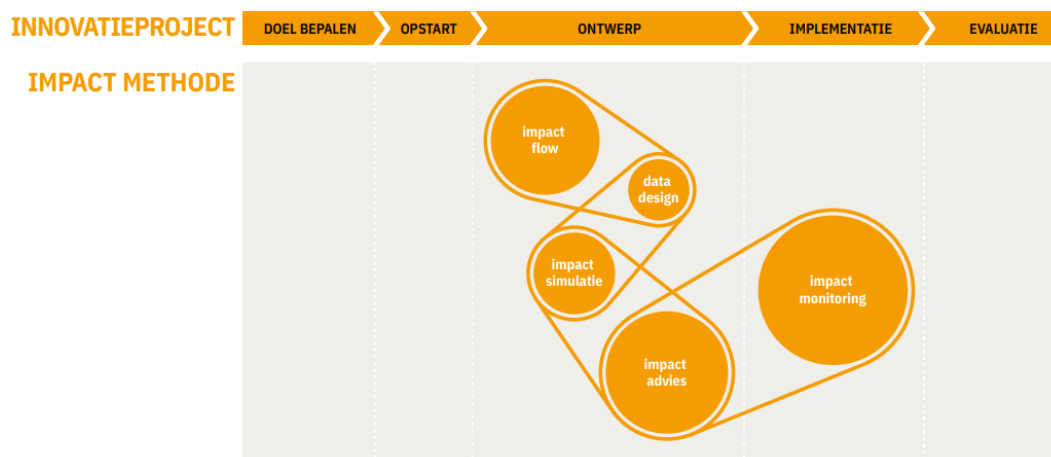 INNOVATIEPROJECT
DOEL BEPALEN
OPSTART
ONTWERP
IMPLEMENTATIE
EVALUATIE
IMPACT METHODE
impact
flow
data
design
impact
simulatie
impact
monitoring
impact
advies